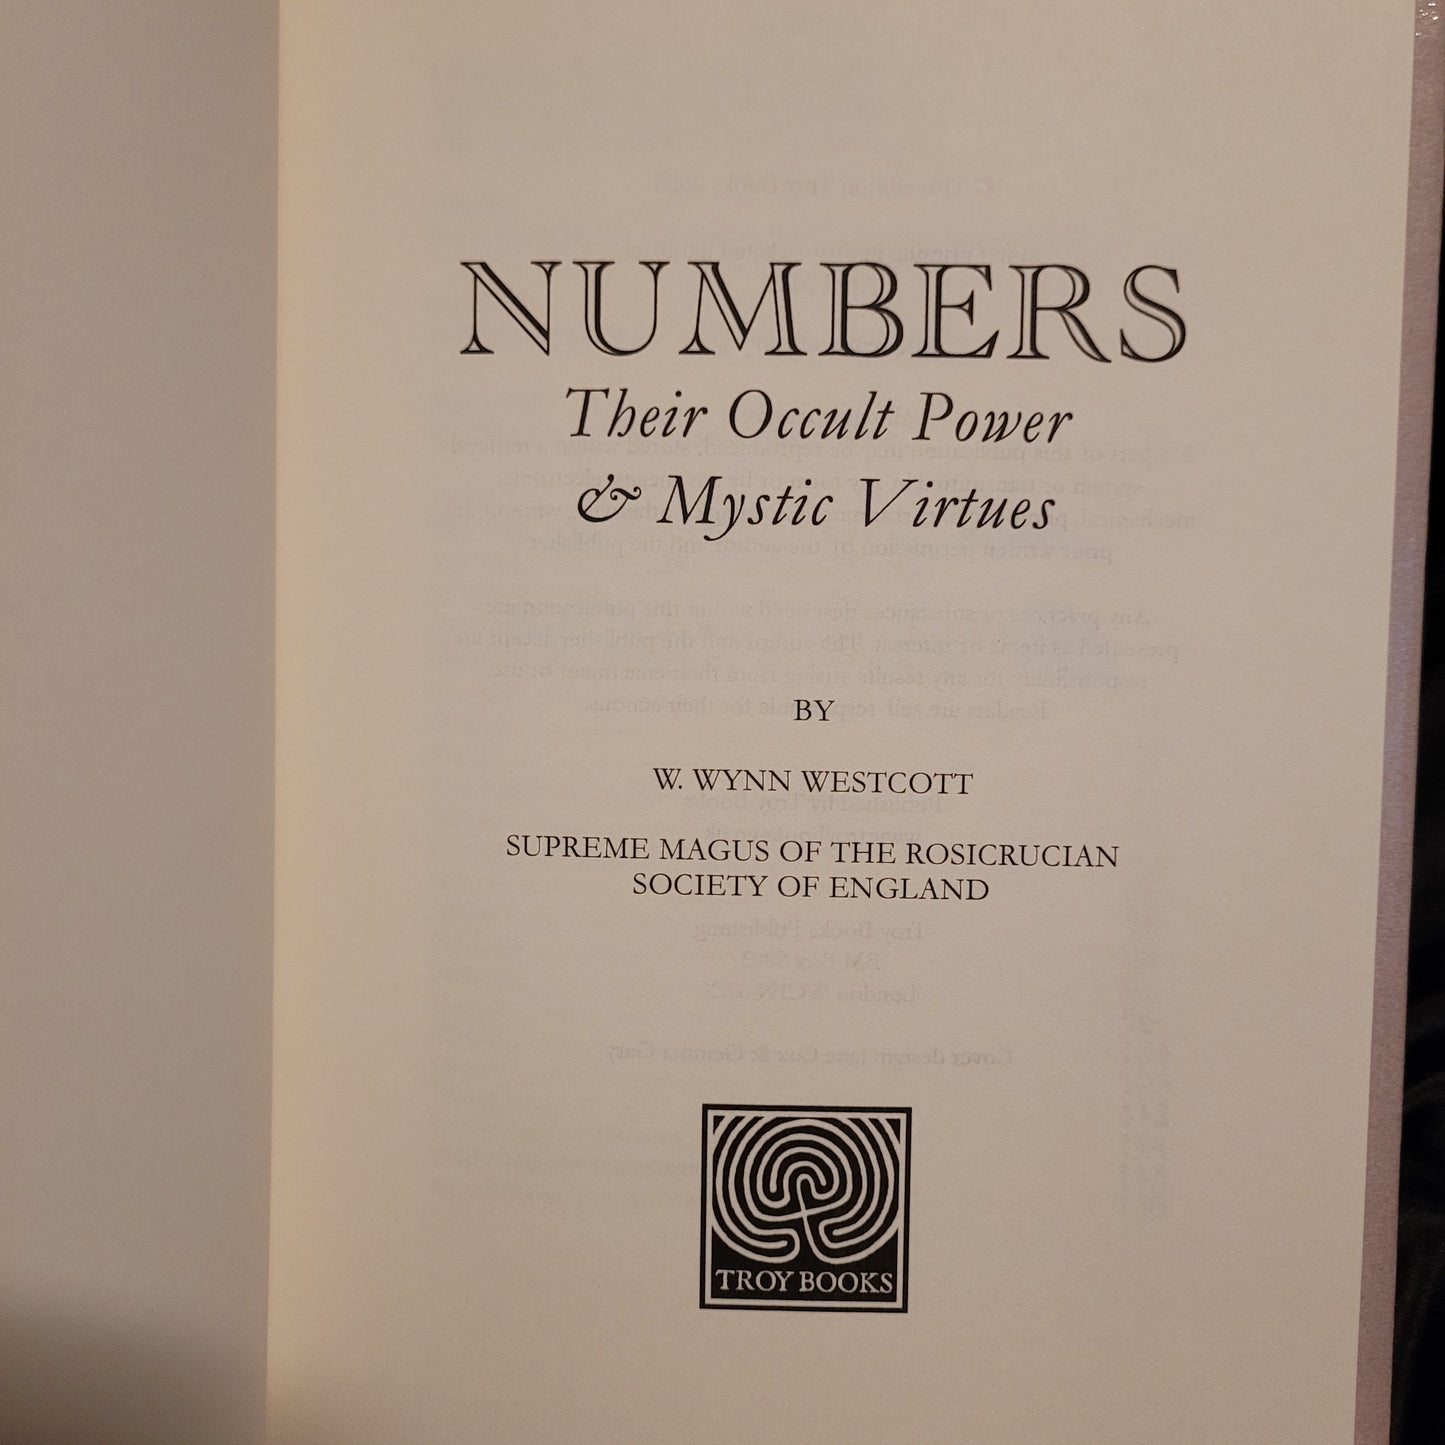 NUMBERS
Their Occult Power
& Mystic Virtues
BY
W. WYNN WESTCOTT
SUPREME MAGUS OF THE ROSICRUCIAN
SOCIETY OF ENGLAND
TROY BOOKS